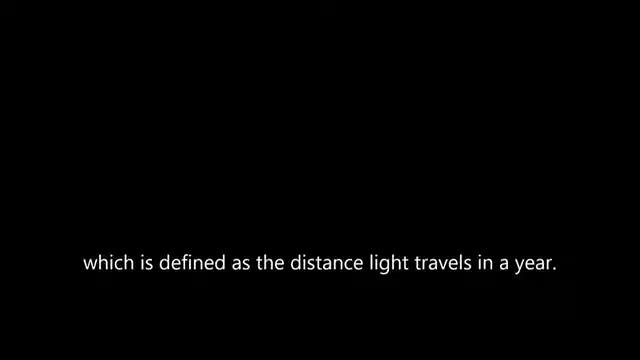 which is defined as the distance light travels in a year.